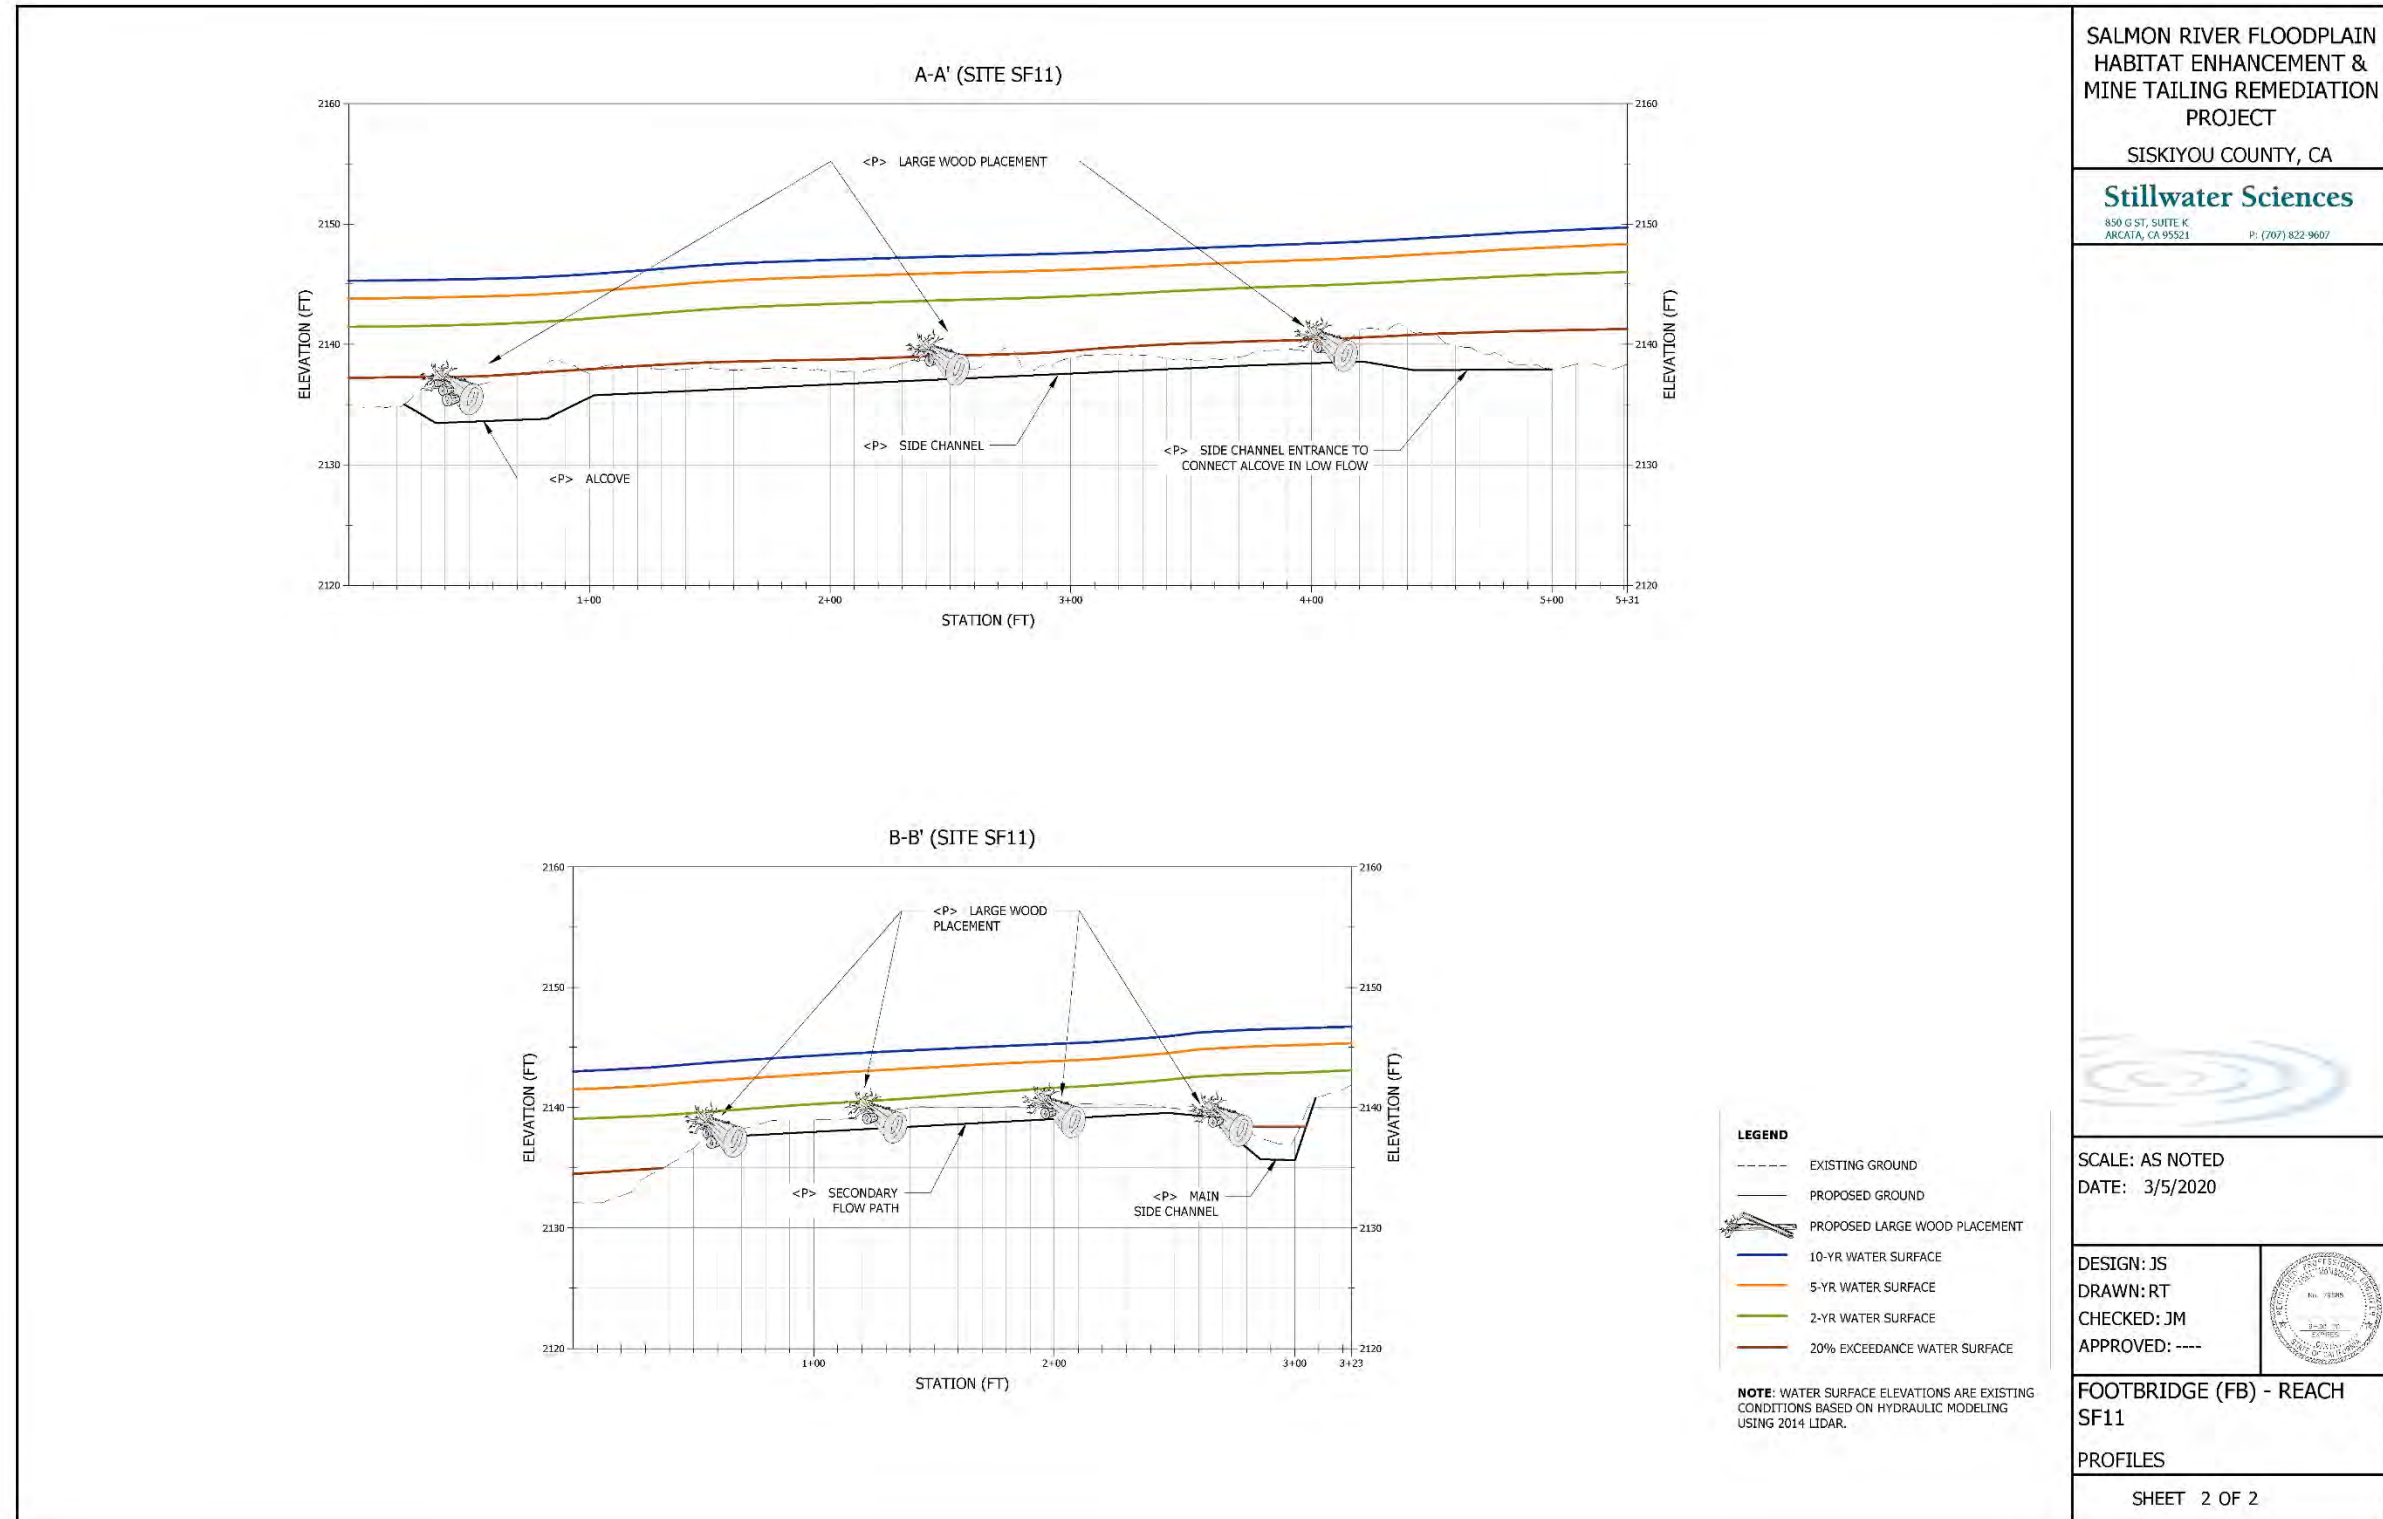 A-A' (SITE SF11)
2160
2150
2140
2130
2120
ELEVATION (FT)
<P> LARGE WOOD PLACEMENT
<P> ALCOVE
<P> SIDE CHANNEL
<P> SIDE CHANNEL ENTRANCE TO
CONNECT ALCOVE IN LOW FLOW
2160
2150
2140
2130
2120
ELEVATION (FT)
1+00 2+00 3+00 4+00 5+00 5+31
STATION (FT)
B-B' (SITE SF11)
2160
2150
2140
2130
2120
ELEVATION (FT)
<P> LARGE WOOD
PLACEMENT
<P> SECONDARY
FLOW PATH
<P> MAIN
SIDE CHANNEL
2160
2150
2140
2130
2120
ELEVATION (FT)
1+00 2+00 3+00 3+23
STATION (FT)
LEGEND
EXISTING GROUND
PROPOSED GROUND
PROPOSED LARGE WOOD PLACEMENT
10-YR WATER SURFACE
5-YR WATER SURFACE
2-YR WATER SURFACE
20% EXCEEDANCE WATER SURFACE
NOTE: WATER SURFACE ELEVATIONS ARE EXISTING
CONDITIONS BASED ON HYDRAULIC MODELING
USING 2014 LIDAR.
SALMON RIVER FLOODPLAIN
HABITAT ENHANCEMENT &
MINE TAILING REMEDIATION
PROJECT
SISKIYOU COUNTY, CA
Stillwater Sciences
850 G ST, SUITE K
ARCATA, CA 95521 P: (707) 822-9607
SCALE: AS NOTED
DATE: 3/5/2020
DESIGN: JS
DRAWN: RT
CHECKED: JM
APPROVED: ----
REGISTERED PROFESSIONAL ENGINEER
EXPIRES
CIVIL
STATE OF CALIFORNIA
FOOTBRIDGE (FB) - REACH
SF11
PROFILES
SHEET 2 OF 2